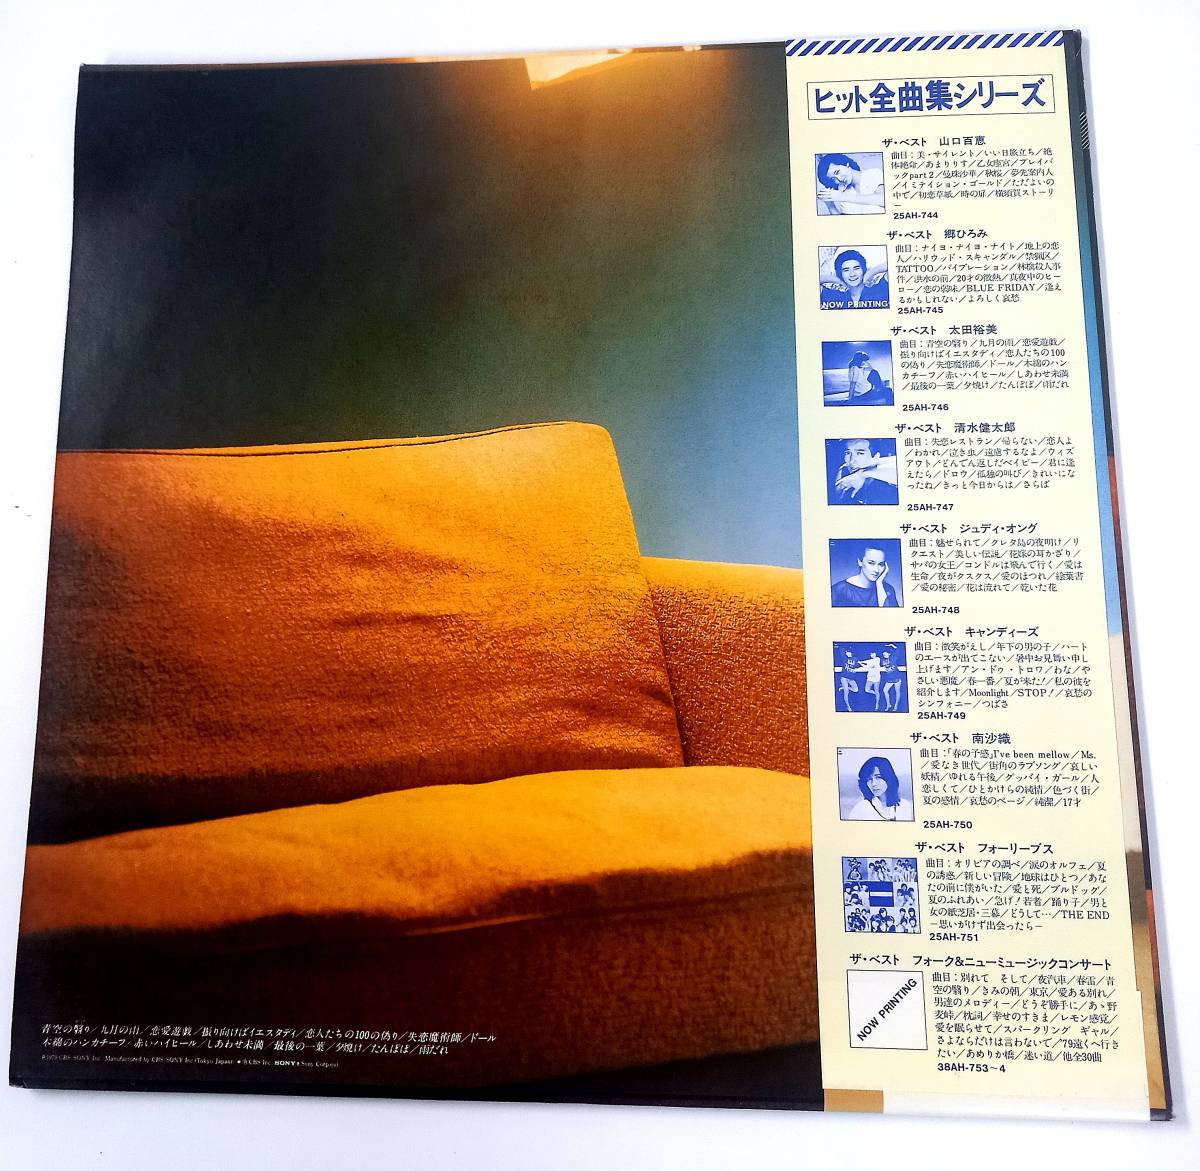 ヒット全曲集シリーズ
ザ・ベスト 山口百恵
曲目：美・サイレント／いい日旅立ち／絶
体絶命／あまりりす／乙女座宮／プレイバ
ックpart 2／曼珠沙華／秋桜／夢先案内人
／イミテイション・ゴールド／ただよいの
中で／初恋草紙／時の扉／横須賀ストーリ
ー
25AH-744
ザ・ベスト 郷ひろみ
曲目：ナイヨ・ナイヨ・ナイト／地上の恋
人／ハリウッド・スキャンダル／禁猟区／
TATTOO／バイブレーション／林檎殺人事
件／洪水の前／20才の微熱／真夜中のヒー
ロー／恋の弱味／BLUE FRIDAY／逢え
るかもしれない／よろしく哀愁
NOW PRINTING
25AH-745
ザ・ベスト 太田裕美
曲目：青空の翳り／九月の雨／恋愛遊戯／
振り向けばイエスタディ／恋人たちの100
の偽り／失恋魔術師／ドール／木綿のハン
カチーフ／赤いハイヒール／しあわせ未満
／最後の一葉／夕焼け／たんぽぽ／雨だれ
25AH-746
ザ・ベスト 清水健太郎
曲目：失恋レストラン／帰らない／恋人よ
／わかれ／泣き虫／遠慮するなよ／ウィズ
アウト／どんでん返しだベイビー／君に逢
えたら／ドロウ／孤独の叫び／きれいにな
ったね／きっと今日からは／さらば
25AH-747
ザ・ベスト ジュディ・オング
曲目：魅せられて／クレタ島の夜明け／リ
クエスト／美しい伝説／花嫁の耳かざり／
サバの女王／コンドルは飛んで行く／愛は
生命／夜がクスクス／愛のほつれ／絵葉書
／愛の秘密／花は流れて／乾いた花
25AH-748
ザ・ベスト キャンディーズ
曲目：微笑がえし／年下の男の子／ハート
のエースが出てこない／暑中お見舞い申し
上げます／アン・ドゥ・トロワ／わな／や
さしい悪魔／春一番／夏が来た！／私の彼を
紹介します／Moonlight／STOP！／哀愁の
シンフォニー／つばさ
25AH-749
ザ・ベスト 南沙織
曲目：「春の予感」I've been mellow／Ms.
／愛なき世代／街角のラブソング／哀しい
妖精／ゆれる午後／グッバイ・ガール／人
恋しくて／ひとかけらの純情／色づく街／
夏の感情／哀愁のページ／純潔／17才
25AH-750
ザ・ベスト フォーリーブス
曲目：オリビアの調べ／涙のオルフェ／夏
の誘惑／新しい冒険／地球はひとつ／あな
たの前に僕がいた／愛と死／ブルドッグ／
夏のふれあい／急げ！若者／踊り子／男と
女の紙芝居・三幕／どうして…／THE END
－思いがけず出会ったら－
25AH-751
ザ・ベスト フォーク＆ニューミュージックコンサート
曲目：別れて そして／夜汽車／春雷／青
空の翳り／きみの朝／東京／愛ある別れ／
男達のメロディー／どうぞ勝手に／あゝ野
麦峠／枕詞／幸せのすきま／レモン感覚／
愛を眠らせて／スパークリング ギャル／
さよならだけは言わないで／'79遠くへ行き
たい／あめりか橋／迷い道／他全30曲
NOW PRINTING
38AH-753～4
青空の翳り／九月の雨／恋愛遊戯／振り向けばイエスタディ／恋人たちの100の偽り／失恋魔術師／ドール
木綿のハンカチーフ／赤いハイヒール／しあわせ未満／最後の一葉／夕焼け／たんぽぽ／雨だれ
℗1979 CBS SONY Inc. Manufactured by CBS SONY Inc (Tokyo Japan) ● ® CBS Inc. SONY® Sony Corp.